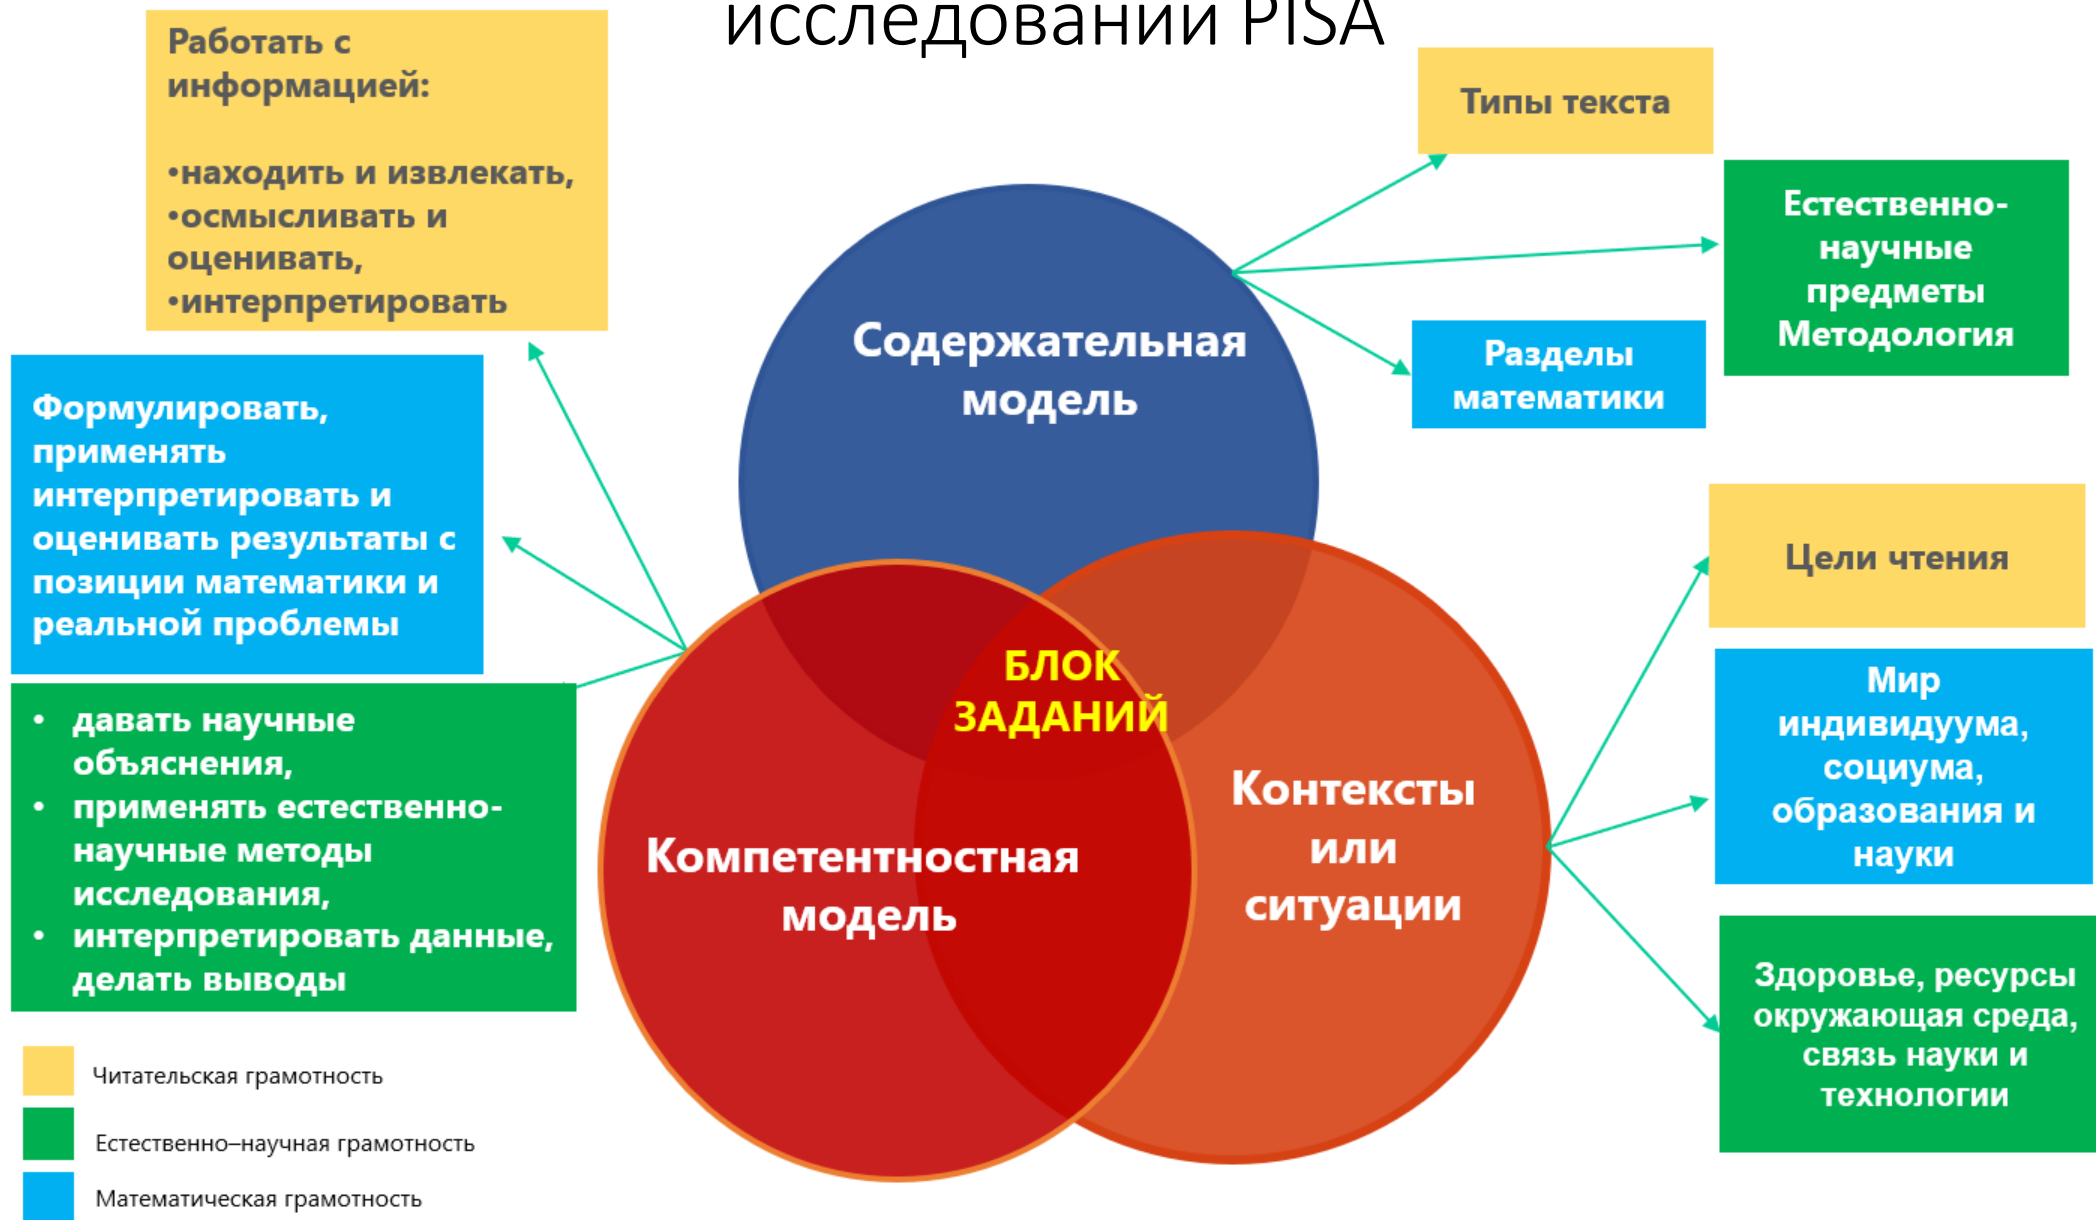 исследовании PISA
Работать с
информацией:
•находить и извлекать,
•осмысливать и
оценивать,
•интерпретировать
Формулировать,
применять
интерпретировать и
оценивать результаты с
позиции математики и
реальной проблемы
• давать научные
объяснения,
• применять естественно-
научные методы
исследования,
• интерпретировать данные,
делать выводы
Читательская грамотность
Естественно–научная грамотность
Математическая грамотность
Содержательная
модель
БЛОК
ЗАДАНИЙ
Компетентностная
модель
Контексты
или
ситуации
Типы текста
Естественно-
научные
предметы
Методология
Разделы
математики
Цели чтения
Мир
индивидуума,
социума,
образования и
науки
Здоровье, ресурсы
окружающая среда,
связь науки и
технологии